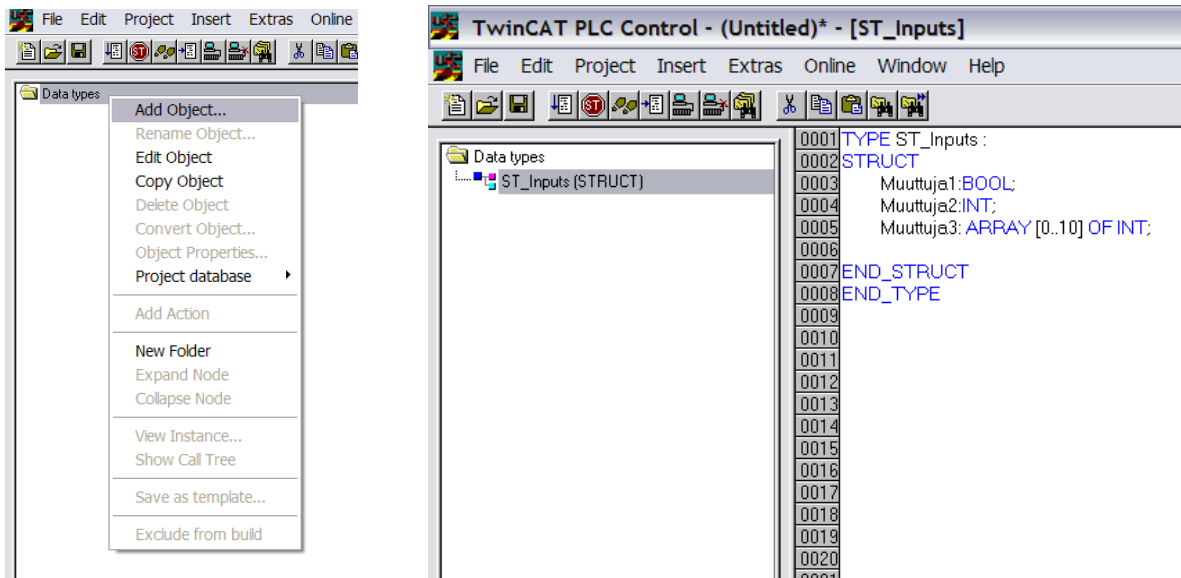 File Edit Project Insert Extras Online
Data types
Add Object...
Rename Object...
Edit Object
Copy Object
Delete Object
Convert Object...
Object Properties...
Project database
Add Action
New Folder
Expand Node
Collapse Node
View Instance...
Show Call Tree
Save as template...
Exclude from build
TwinCAT PLC Control - (Untitled)* - [ST_Inputs]
File Edit Project Insert Extras Online Window Help
Data types
ST_Inputs (STRUCT)
0001 TYPE ST_Inputs :
0002 STRUCT
0003 Muuttuja1:BOOL;
0004 Muuttuja2:INT;
0005 Muuttuja3: ARRAY [0..10] OF INT;
0006
0007 END_STRUCT
0008 END_TYPE
0009
0010
0011
0012
0013
0014
0015
0016
0017
0018
0019
0020